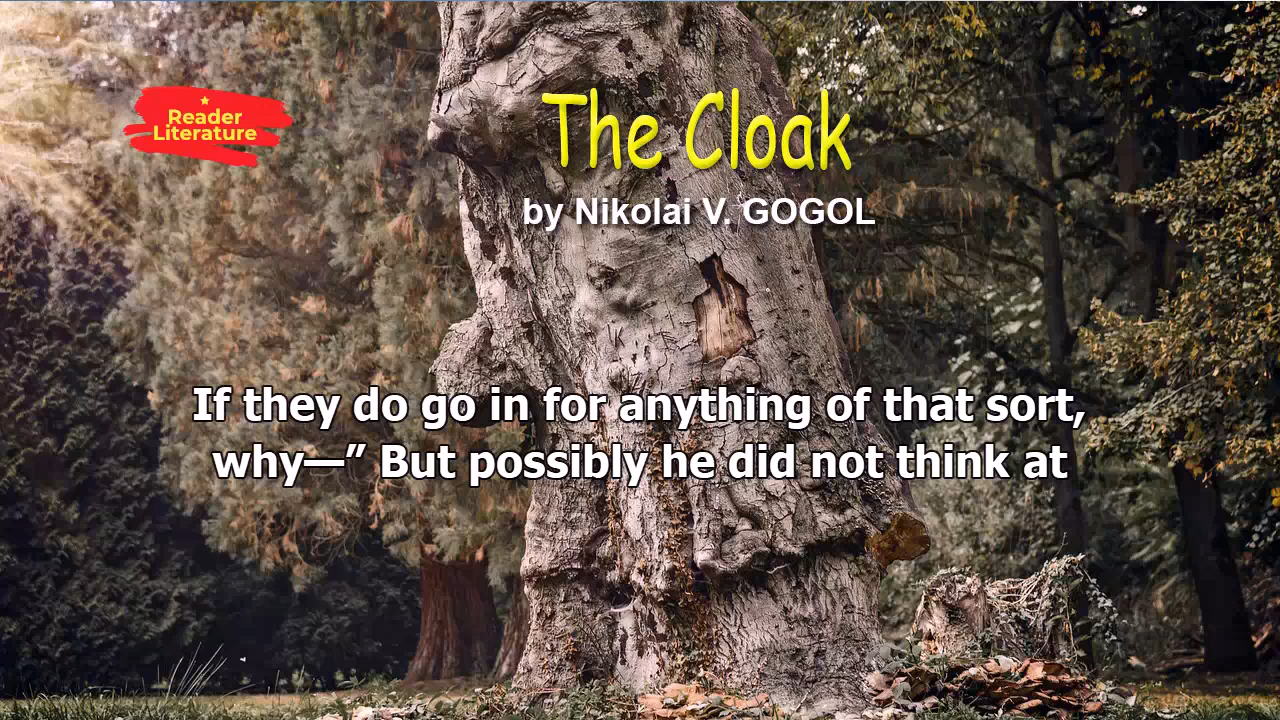 Reader
Literature
The Cloak
by Nikolai V. GOGOL
If they do go in for anything of that sort,
why—” But possibly he did not think at